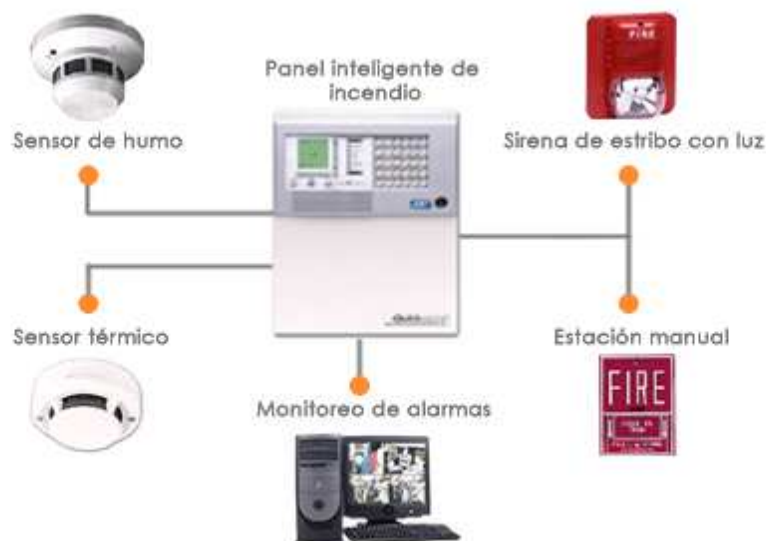 FIRE
Panel inteligente de
incendio
Sensor de humo
Sirena de estribo con luz
Sensor térmico
Estación manual
FIRE
Monitoreo de alarmas